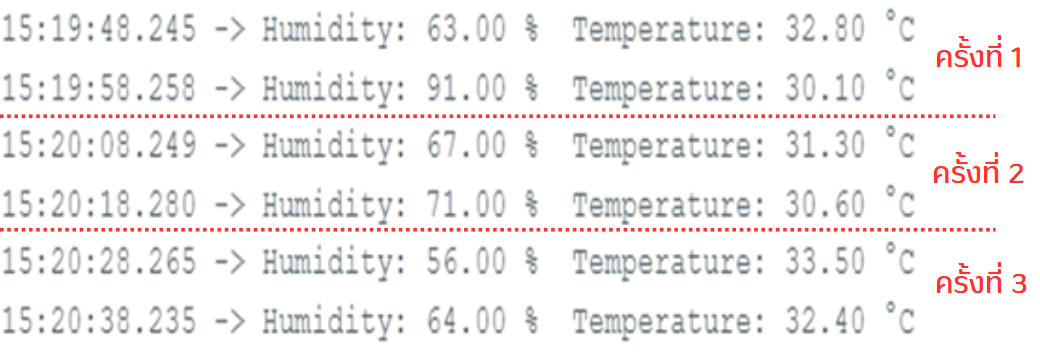 15:19:48.245 -> Humidity: 63.00 %  Temperature: 32.80 °C
ครั้งที่ 1
15:19:58.258 -> Humidity: 91.00 %  Temperature: 30.10 °C
15:20:08.249 -> Humidity: 67.00 %  Temperature: 31.30 °C
ครั้งที่ 2
15:20:18.280 -> Humidity: 71.00 %  Temperature: 30.60 °C
15:20:28.265 -> Humidity: 56.00 %  Temperature: 33.50 °C
ครั้งที่ 3
15:20:38.235 -> Humidity: 64.00 %  Temperature: 32.40 °C